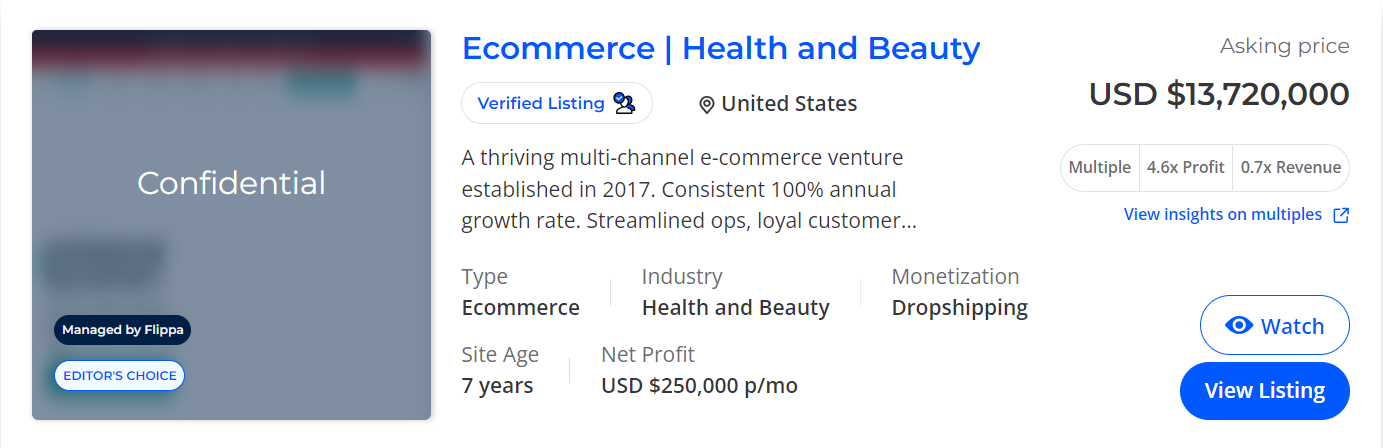 Confidential
Managed by Flippa
EDITOR'S CHOICE
Ecommerce | Health and Beauty
Verified Listing
United States
A thriving multi-channel e-commerce venture
established in 2017. Consistent 100% annual
growth rate. Streamlined ops, loyal customer...
Type
Ecommerce
Industry
Health and Beauty
Monetization
Dropshipping
Site Age
7 years
Net Profit
USD $250,000 p/mo
Asking price
USD $13,720,000
Multiple 4.6x Profit 0.7x Revenue
View insights on multiples
Watch
View Listing